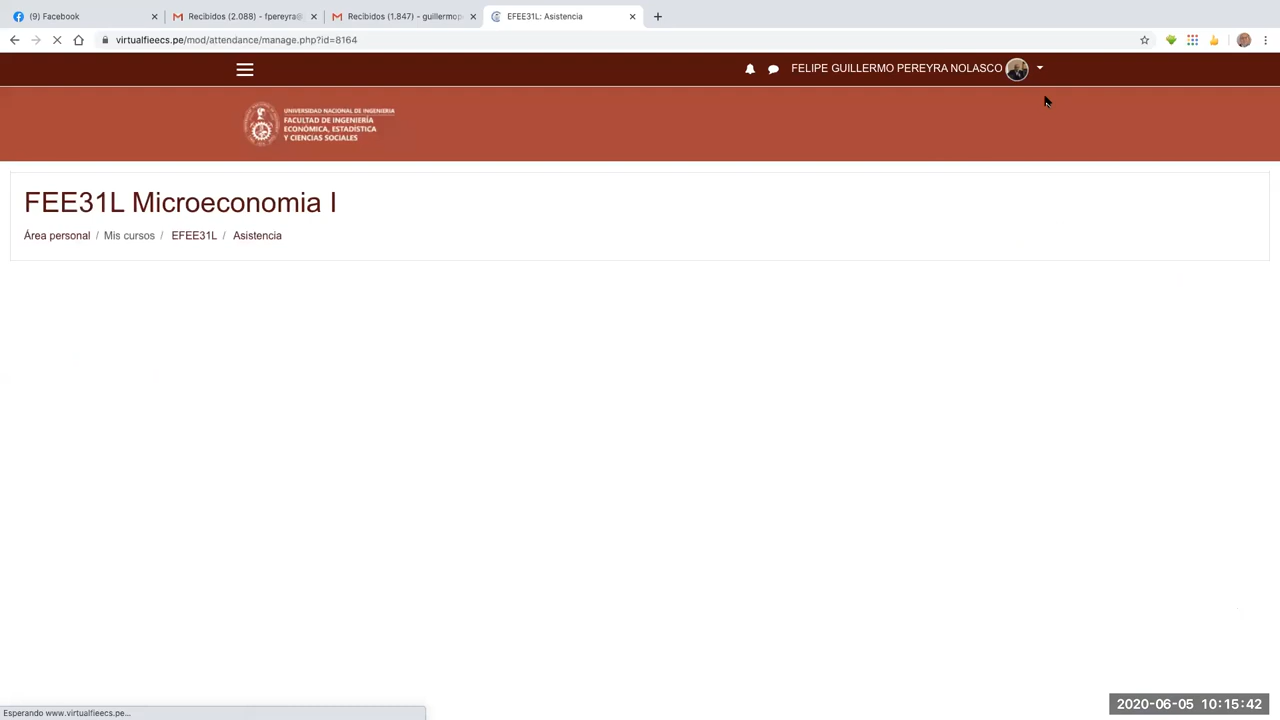 (9) Facebook
Recibidos (2.088) - fpereyra@
Recibidos (1.847) - guillermop
EFEE31L: Asistencia
virtualfieecs.pe/mod/attendance/manage.php?id=8164
FELIPE GUILLERMO PEREYRA NOLASCO
UNIVERSIDAD NACIONAL DE INGENIERIA
FACULTAD DE INGENIERÍA
ECONÓMICA, ESTADÍSTICA
Y CIENCIAS SOCIALES
FEE31L Microeconomia I
Área personal / Mis cursos / EFEE31L / Asistencia
Esperando www.virtualfieecs.pe...
2020-06-05 10:15:42